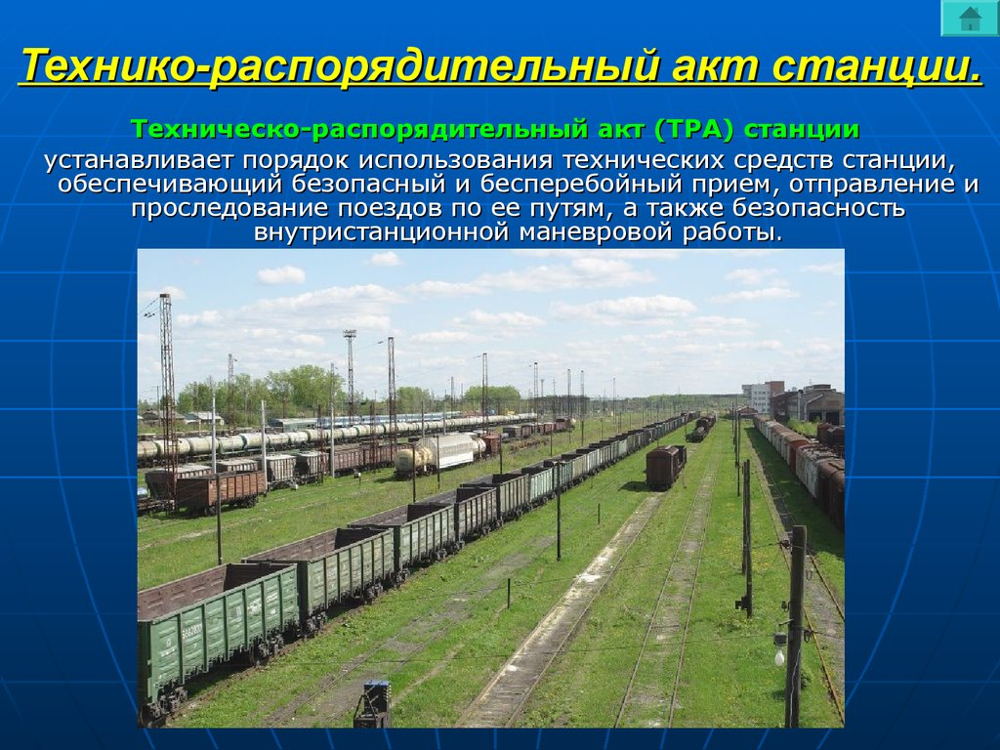 Технико-распорядительный акт станции.
Техническо-распорядительный акт (ТРА) станции
устанавливает порядок использования технических средств станции,
обеспечивающий безопасный и бесперебойный прием, отправление и
проследование поездов по ее путям, а также безопасность
внутристанционной маневровой работы.